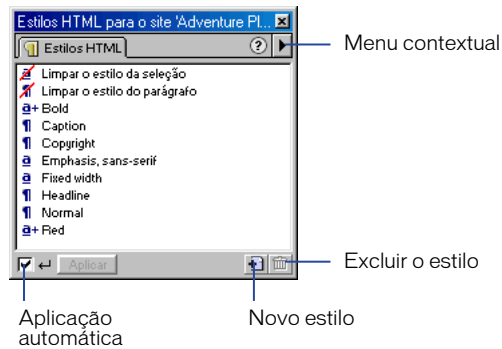 Estilos HTML para o site 'Adventure Pl...
Estilos HTML
?
Menu contextual
a Limpar o estilo da seleção
¶ Limpar o estilo do parágrafo
a+ Bold
¶ Caption
¶ Copyright
a Emphasis, sans-serif
a Fixed width
¶ Headline
¶ Normal
a+ Red
Aplicar
Excluir o estilo
Aplicação
automática
Novo estilo